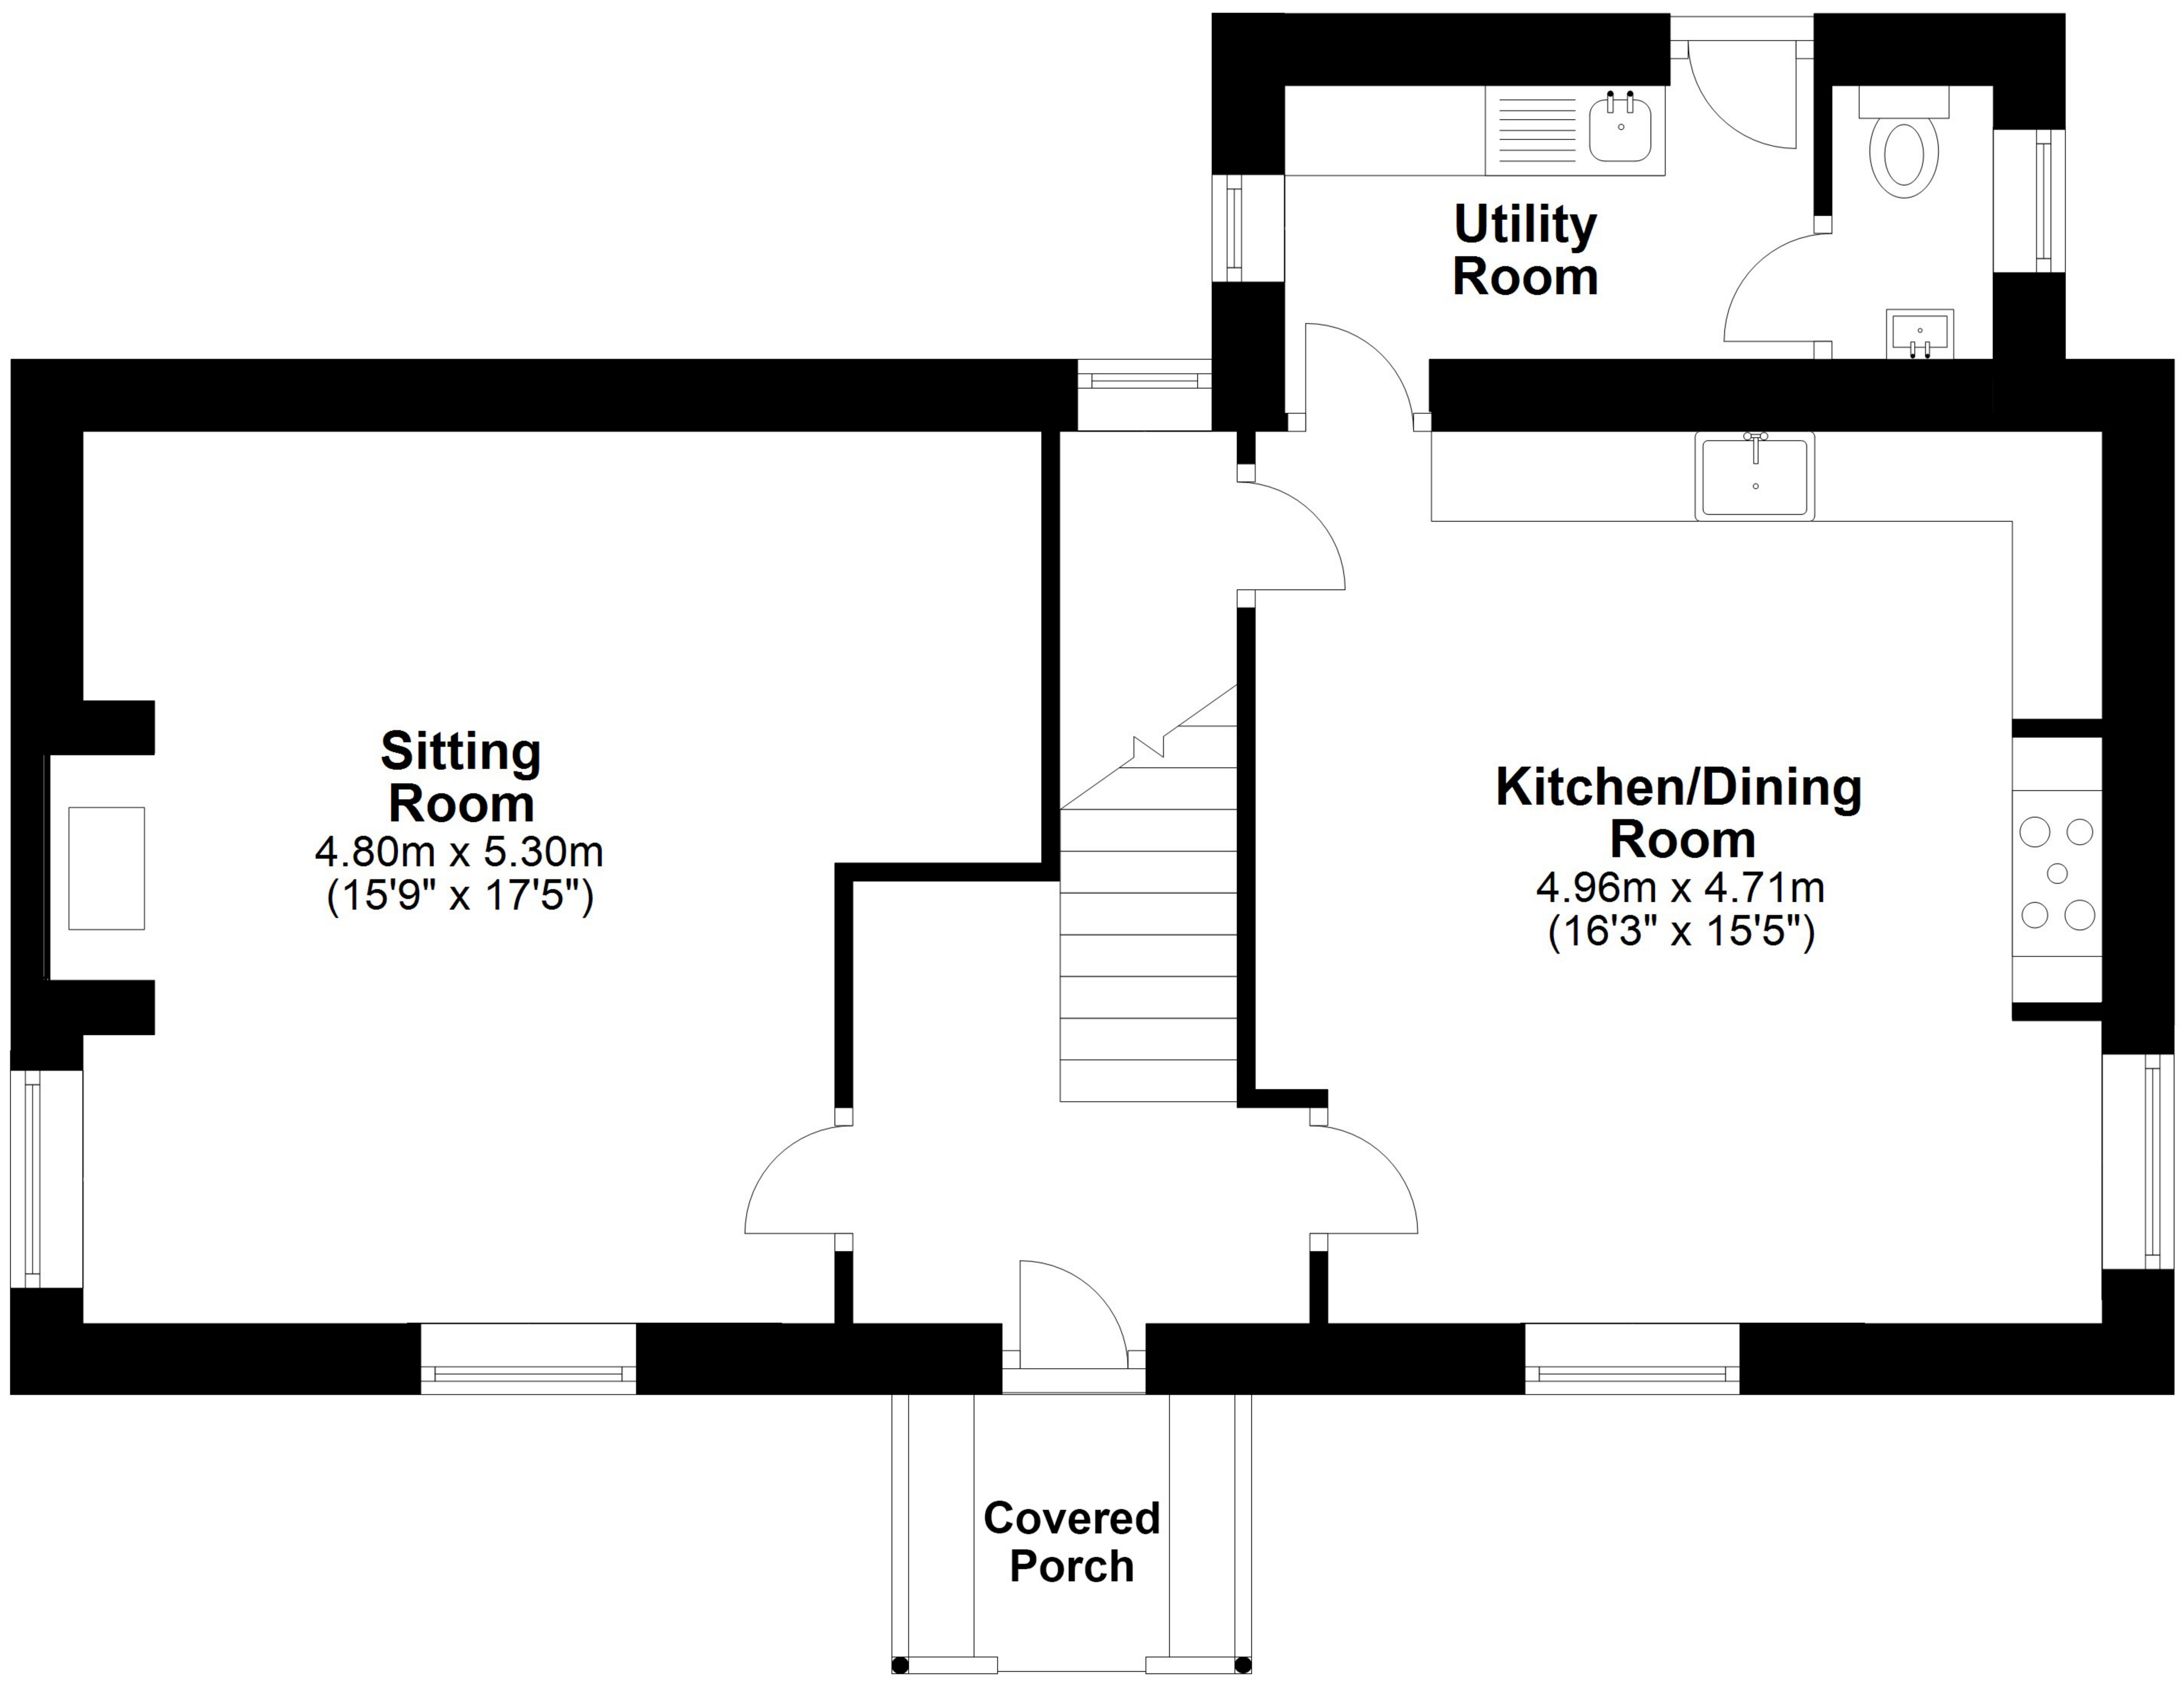 Utility
Room
Sitting
Room
4.80m x 5.30m
(15'9" x 17'5")
Kitchen/Dining
Room
4.96m x 4.71m
(16'3" x 15'5")
Covered
Porch